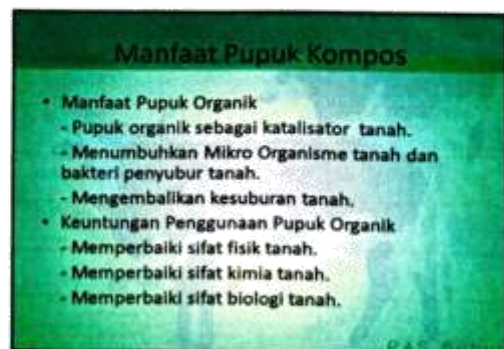 Manfaat Pupuk Kompos
• Manfaat Pupuk Organik
- Pupuk organik sebagai katalisator tanah.
- Menumbuhkan Mikro Organisme tanah dan
bakteri penyubur tanah.
- Mengembalikan kesuburan tanah.
• Keuntungan Penggunaan Pupuk Organik
- Memperbaiki sifat fisik tanah.
- Memperbaiki sifat kimia tanah.
- Memperbaiki sifat biologi tanah.